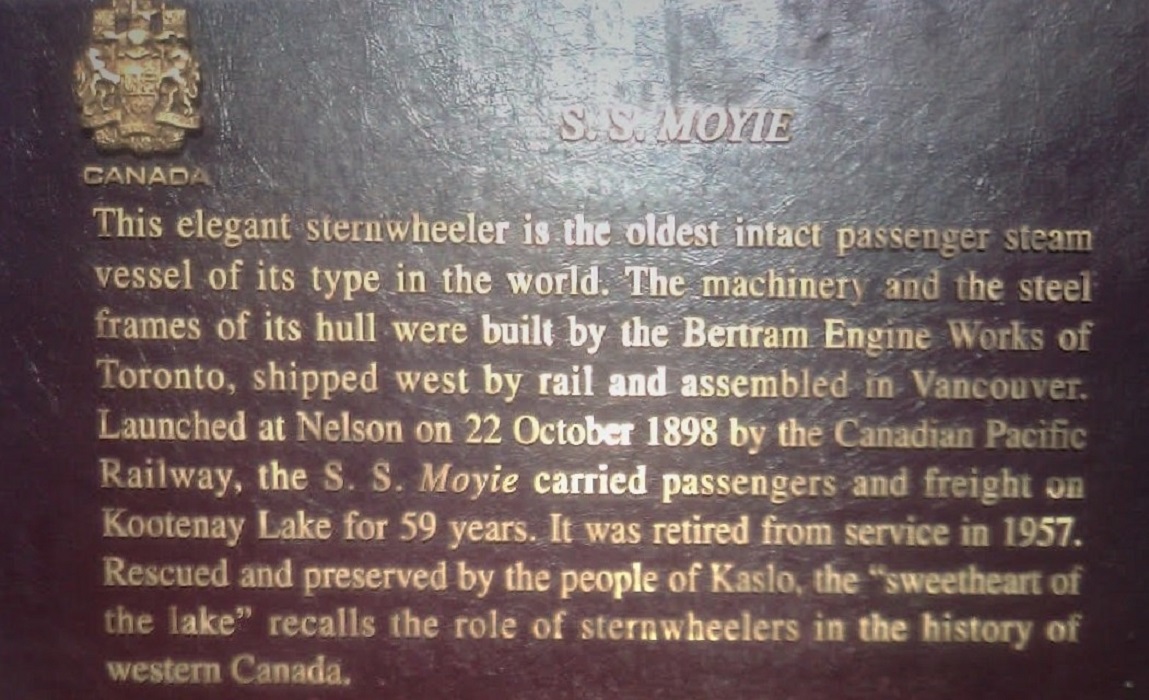 CANADA
S. S. MOYIE
This elegant sternwheeler is the oldest intact passenger steam
vessel of its type in the world. The machinery and the steel
frames of its hull were built by the Bertram Engine Works of
Toronto, shipped west by rail and assembled in Vancouver.
Launched at Nelson on 22 October 1898 by the Canadian Pacific
Railway, the S. S. Moyie carried passengers and freight on
Kootenay Lake for 59 years. It was retired from service in 1957.
Rescued and preserved by the people of Kaslo, the “sweetheart of
the lake” recalls the role of sternwheelers in the history of
western Canada.